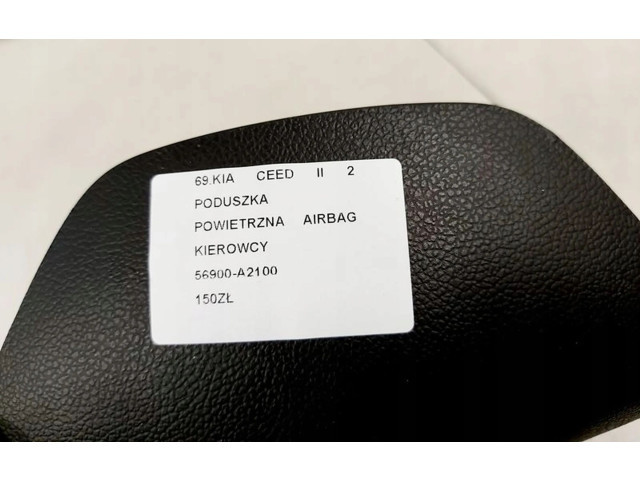 69.KIA CEED II 2
PODUSZKA
POWIETRZNA AIRBAG
KIEROWCY
56900-A2100
150ZŁ